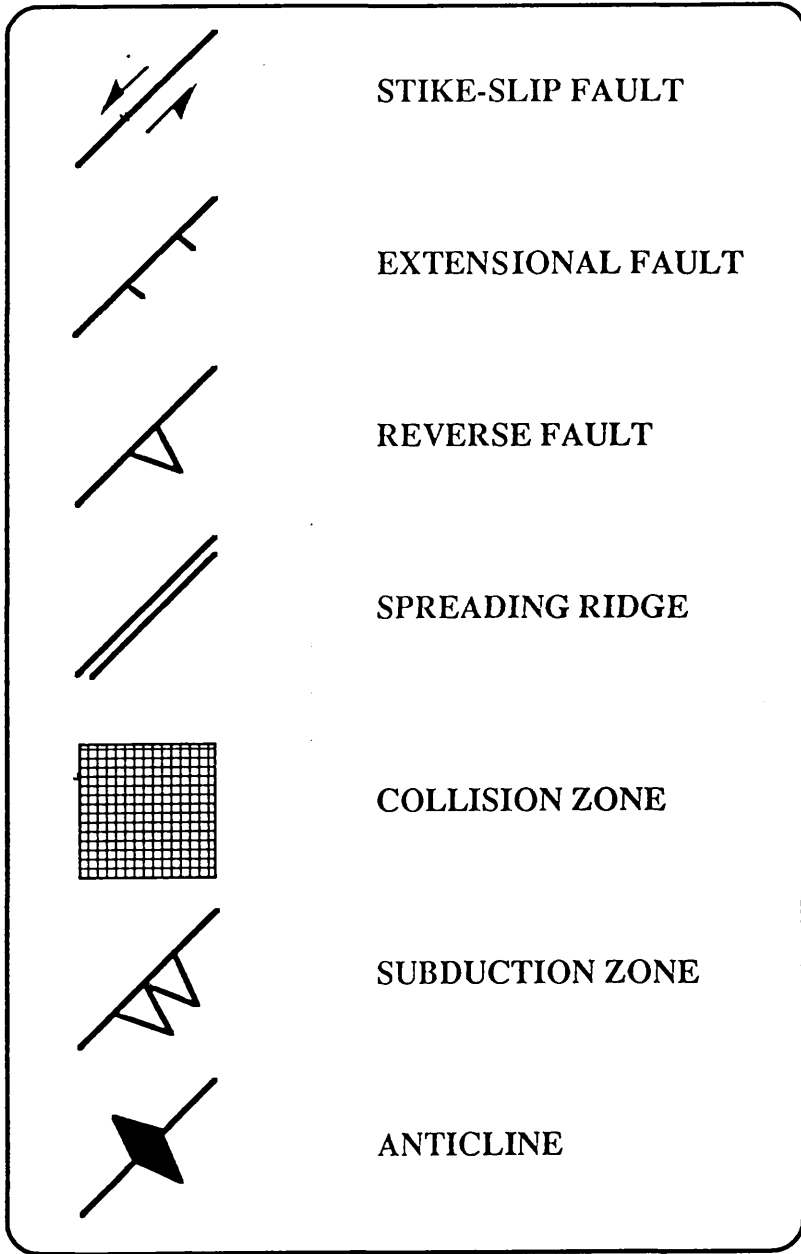 STIKE-SLIP FAULT
EXTENSIONAL FAULT
REVERSE FAULT
SPREADING RIDGE
COLLISION ZONE
SUBDUCTION ZONE
ANTICLINE